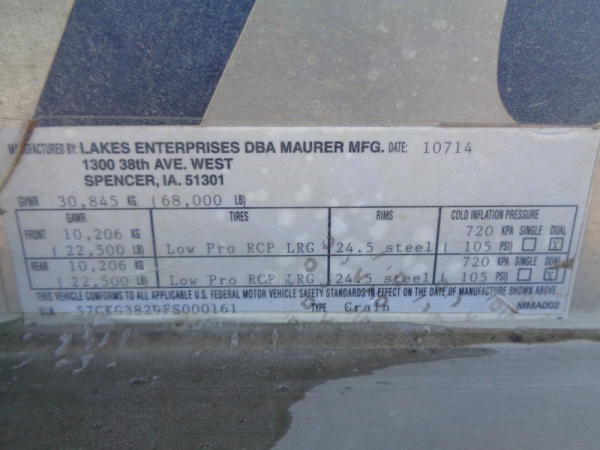 MANUFACTURED BY: LAKES ENTERPRISES DBA MAURER MFG. DATE: 10714
1300 38th AVE. WEST
SPENCER, IA. 51301
GVWR 30,845 KG (68,000 LB)
GAWR TIRES RIMS COLD INFLATION PRESSURE
FRONT 10,206 KG 720 KPA SINGLE DUAL
(22,500 LB) Low Pro RCP LRG 24.5 steel ( 105 PSI) X
REAR 10,206 KG 720 KPA SINGLE DUAL
(22,500 LB) Low Pro RCP LRG 24.5 steel ( 105 PSI) X
THIS VEHICLE CONFORMS TO ALL APPLICABLE U.S. FEDERAL MOTOR VEHICLE SAFETY STANDARDS IN EFFECT ON THE DATE OF MANUFACTURE SHOWN ABOVE.
V.I.N. 57CKG3829FS000161 TYPE Grain MMA002